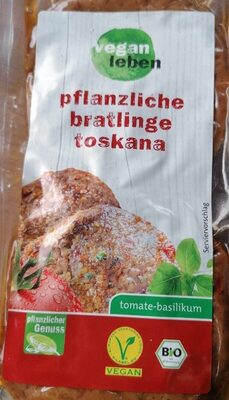 vegan
leben
pflanzliche
bratlinge
toskana
Serviervorschlag
tomate-basilikum
pflanzlicher
Genuss
VEGAN
BIO